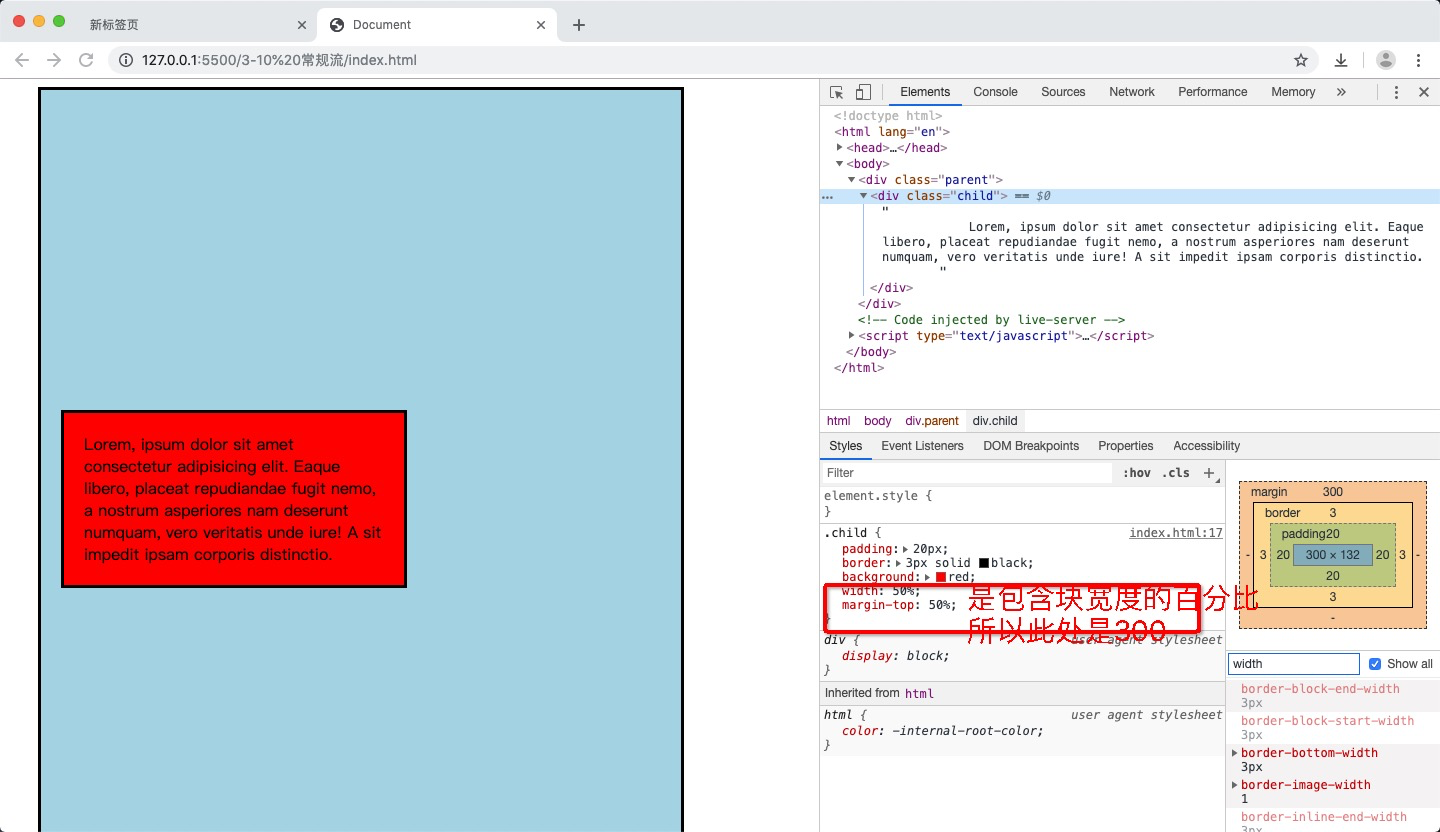 新标签页
Document
127.0.0.1:5500/3-10%20常规流/index.html
Lorem, ipsum dolor sit amet
consectetur adipisicing elit. Eaque
libero, placeat repudiandae fugit nemo,
a nostrum asperiores nam deserunt
numquam, vero veritatis unde iure! A sit
impedit ipsam corporis distinctio.
Elements Console Sources Network Performance Memory »
<!doctype html>
<html lang="en">
<head>…</head>
<body>
<div class="parent">
<div class="child"> == $0
"
Lorem, ipsum dolor sit amet consectetur adipisicing elit. Eaque
libero, placeat repudiandae fugit nemo, a nostrum asperiores nam deserunt
numquam, vero veritatis unde iure! A sit impedit ipsam corporis distinctio.
"
</div>
</div>
<!-- Code injected by live-server -->
<script type="text/javascript">…</script>
</body>
</html>
html body div.parent div.child
Styles Event Listeners DOM Breakpoints Properties Accessibility
Filter :hov .cls +
element.style {
}
.child { index.html:17
padding: 20px;
border: 3px solid black;
background: red;
width: 50%;
margin-top: 50%;
}
是包含块宽度的百分比
所以此处是300
div { user agent stylesheet
display: block;
}
Inherited from html
html { user agent stylesheet
color: -internal-root-color;
}
margin 300
border 3
padding20
- 3 20 300 × 132 20 3 -
20
3
-
width Show all
border-block-end-width
3px
border-block-start-width
3px
border-bottom-width
3px
border-image-width
1
border-inline-end-width